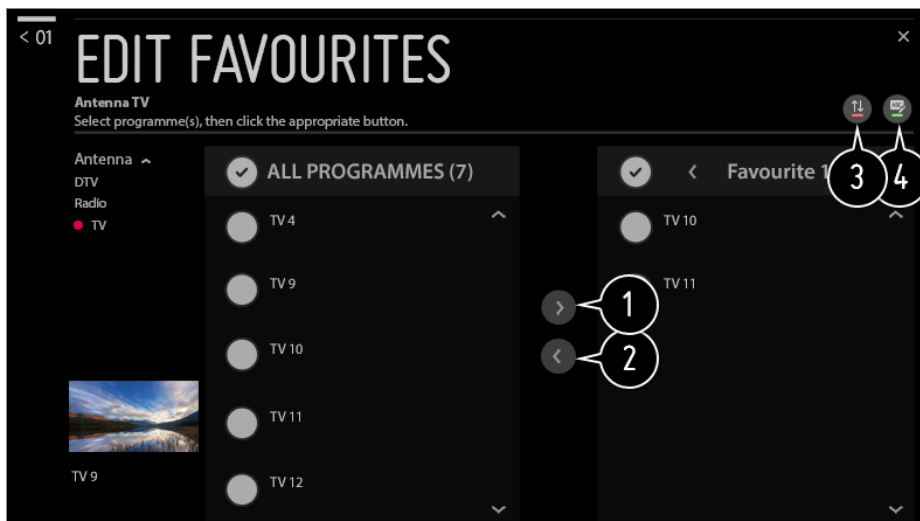 < 01
EDIT FAVOURITES
Antenna TV
Select programme(s), then click the appropriate button.
Antenna
DTV
Radio
TV
TV 9
ALL PROGRAMMES (7)
TV 4
TV 9
TV 10
TV 11
TV 12
1
2
Favourite 1
TV 10
TV 11
3
4